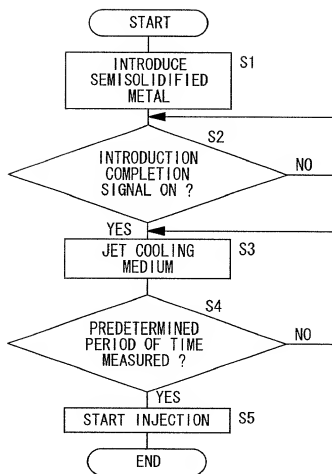 START
INTRODUCE
SEMISOLIDIFIED
METAL
S1
S2
INTRODUCTION
COMPLETION
SIGNAL ON ?
NO
YES
JET COOLING
MEDIUM
S3
S4
PREDETERMINED
PERIOD OF TIME
MEASURED ?
NO
YES
START INJECTION
S5
END